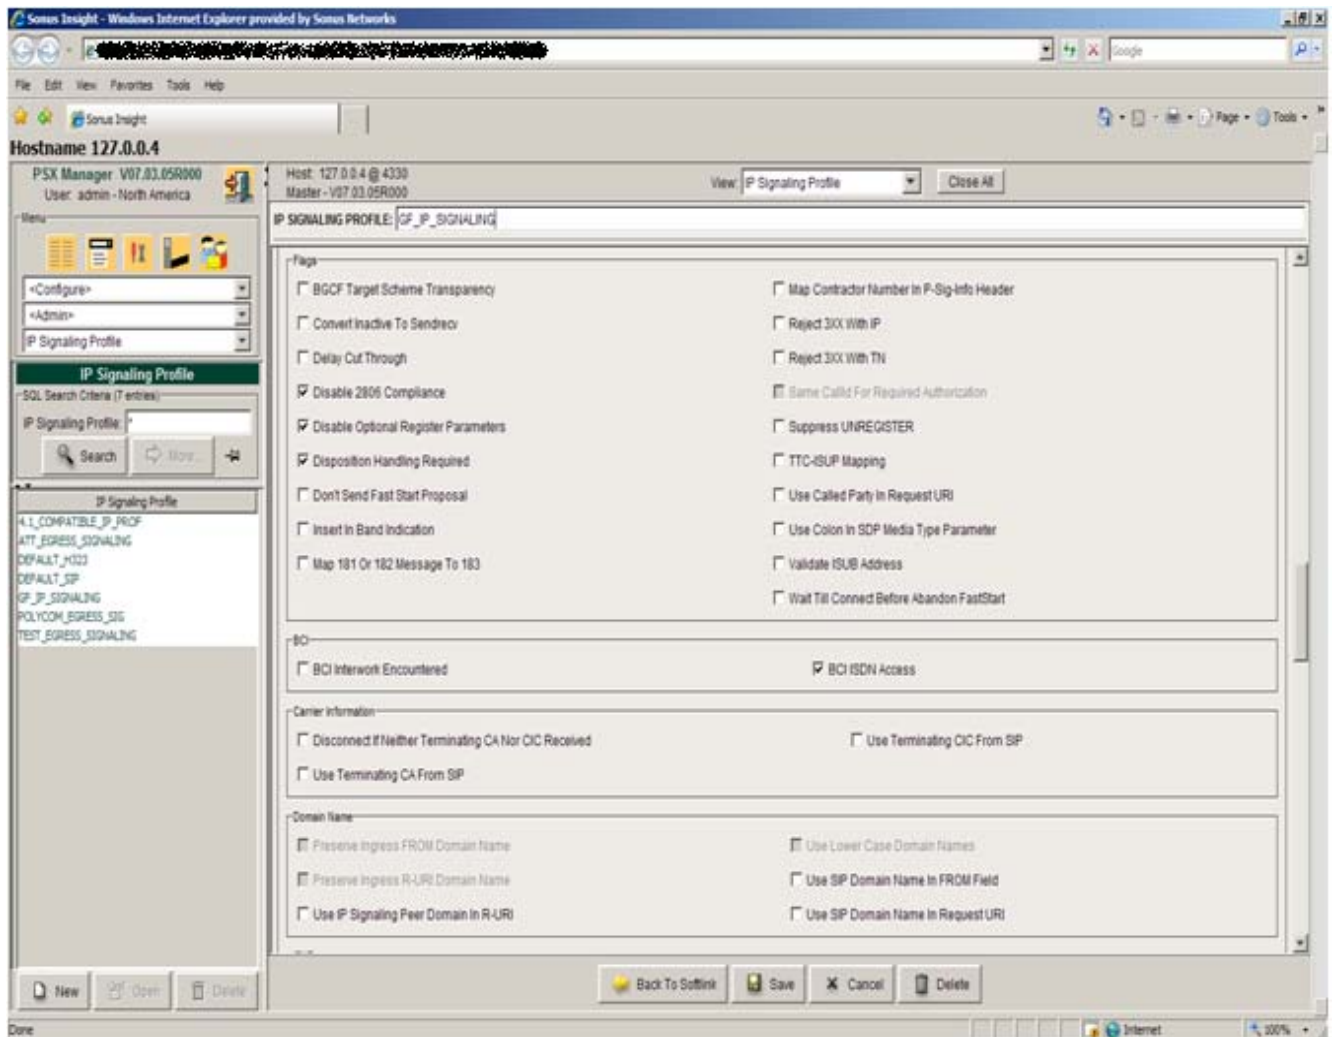 Sonus Insight - Windows Internet Explorer provided by Sonus Networks
Google
File Edit View Favorites Tools Help
Sonus Insight
Page Tools
Hostname 127.0.0.4
PSX Manager V07.03.05R000
User: admin - North America
Host: 127.0.0.4 @ 4330
Master - V07.03.05R000
View: IP Signaling Profile
Close All
Menu
IP SIGNALING PROFILE: GF_IP_SIGNALING
<Configure>
<Admin>
IP Signaling Profile
IP Signaling Profile
SQL Search Criteria (7 entries)
IP Signaling Profile: *
Search
More...
IP Signaling Profile
4.1_COMPATIBLE_IP_PROF
ATT_EGRESS_SIGNALING
DEFAULT_H323
DEFAULT_SIP
GF_IP_SIGNALING
POLYCOM_EGRESS_SIG
TEST_EGRESS_SIGNALING
Flags
BGCF Target Scheme Transparency
Map Contractor Number In P-Sig-Info Header
Convert Inactive To Sendrecv
Reject 3XX With IP
Delay Cut Through
Reject 3XX With TN
Disable 2806 Compliance
Same CallId For Required Authorization
Disable Optional Register Parameters
Suppress UNREGISTER
Disposition Handling Required
TTC-ISUP Mapping
Don't Send Fast Start Proposal
Use Called Party In Request URI
Insert In Band Indication
Use Colon In SDP Media Type Parameter
Map 181 Or 182 Message To 183
Validate ISUB Address
Wait Till Connect Before Abandon FastStart
BCI
BCI Interwork Encountered
BCI ISDN Access
Carrier Information
Disconnect If Neither Terminating CA Nor CIC Received
Use Terminating CIC From SIP
Use Terminating CA From SIP
Domain Name
Preserve Ingress FROM Domain Name
Use Lower Case Domain Names
Preserve Ingress R-URI Domain Name
Use SIP Domain Name In FROM Field
Use IP Signaling Peer Domain In R-URI
Use SIP Domain Name In Request URI
New
Open
Delete
Back To Softlink
Save
Cancel
Delete
Done
Internet
100%